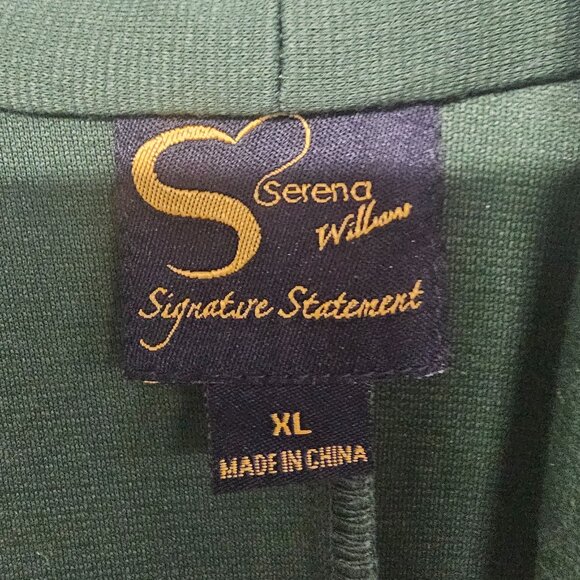 Serena
Williams
Signature Statement
XL
MADE IN CHINA